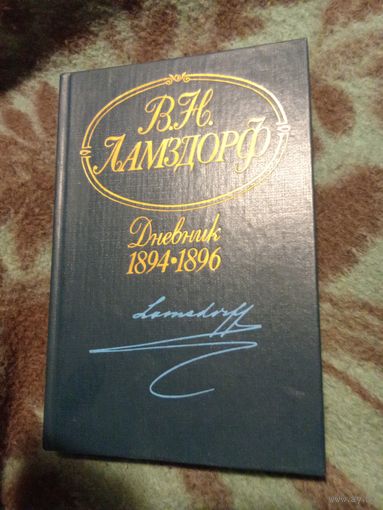 В.Н.
ЛАМЗДОРФ
Дневник
1894•1896
Lamsdorff